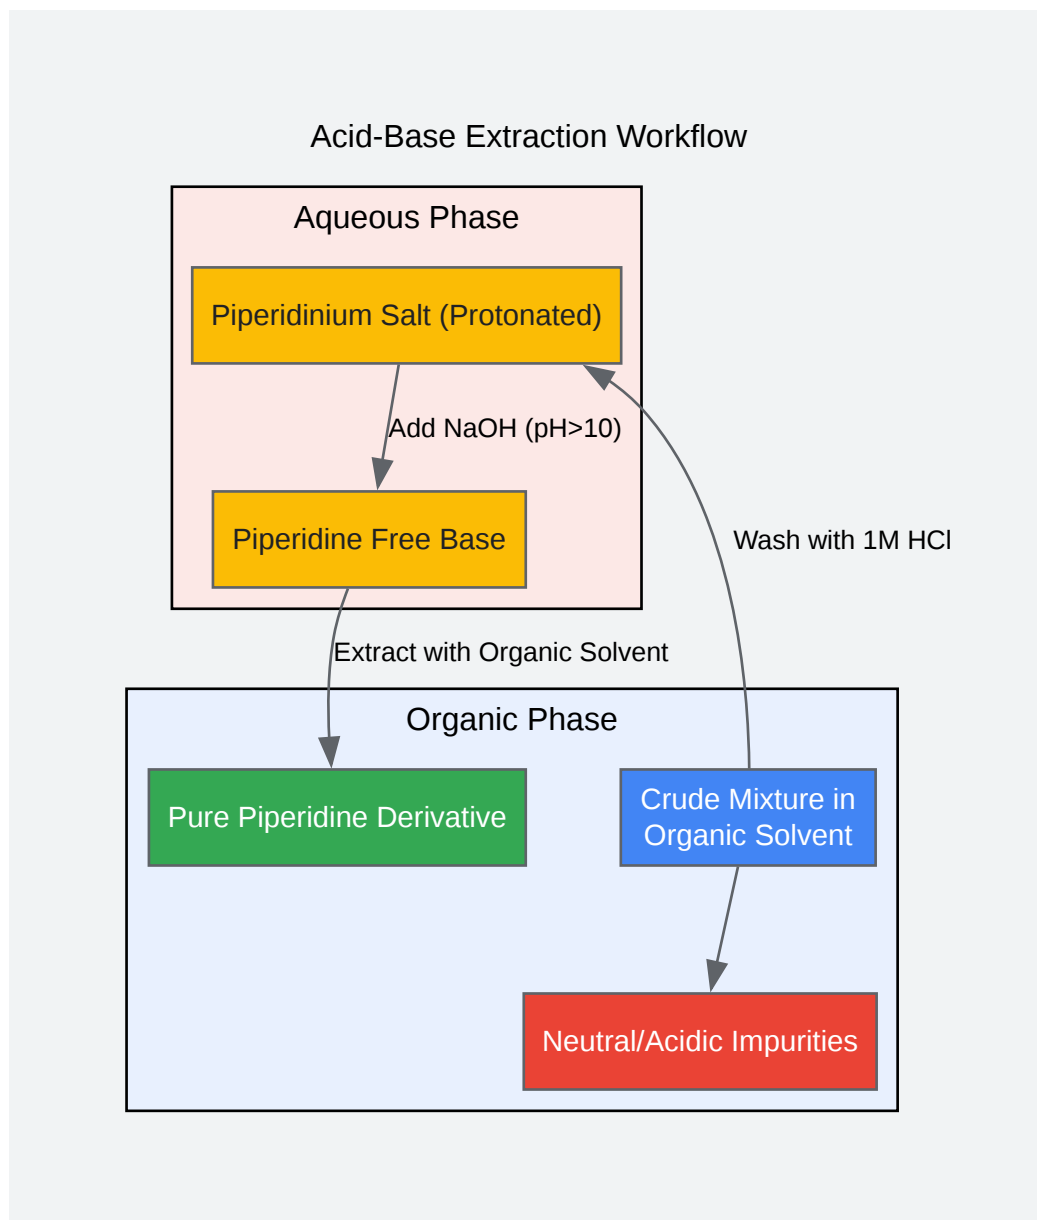 Acid-Base Extraction Workflow
Aqueous Phase
Piperidinium Salt (Protonated)
Add NaOH (pH>10)
Piperidine Free Base
Wash with 1M HCl
Extract with Organic Solvent
Organic Phase
Pure Piperidine Derivative
Crude Mixture in
Organic Solvent
Neutral/Acidic Impurities